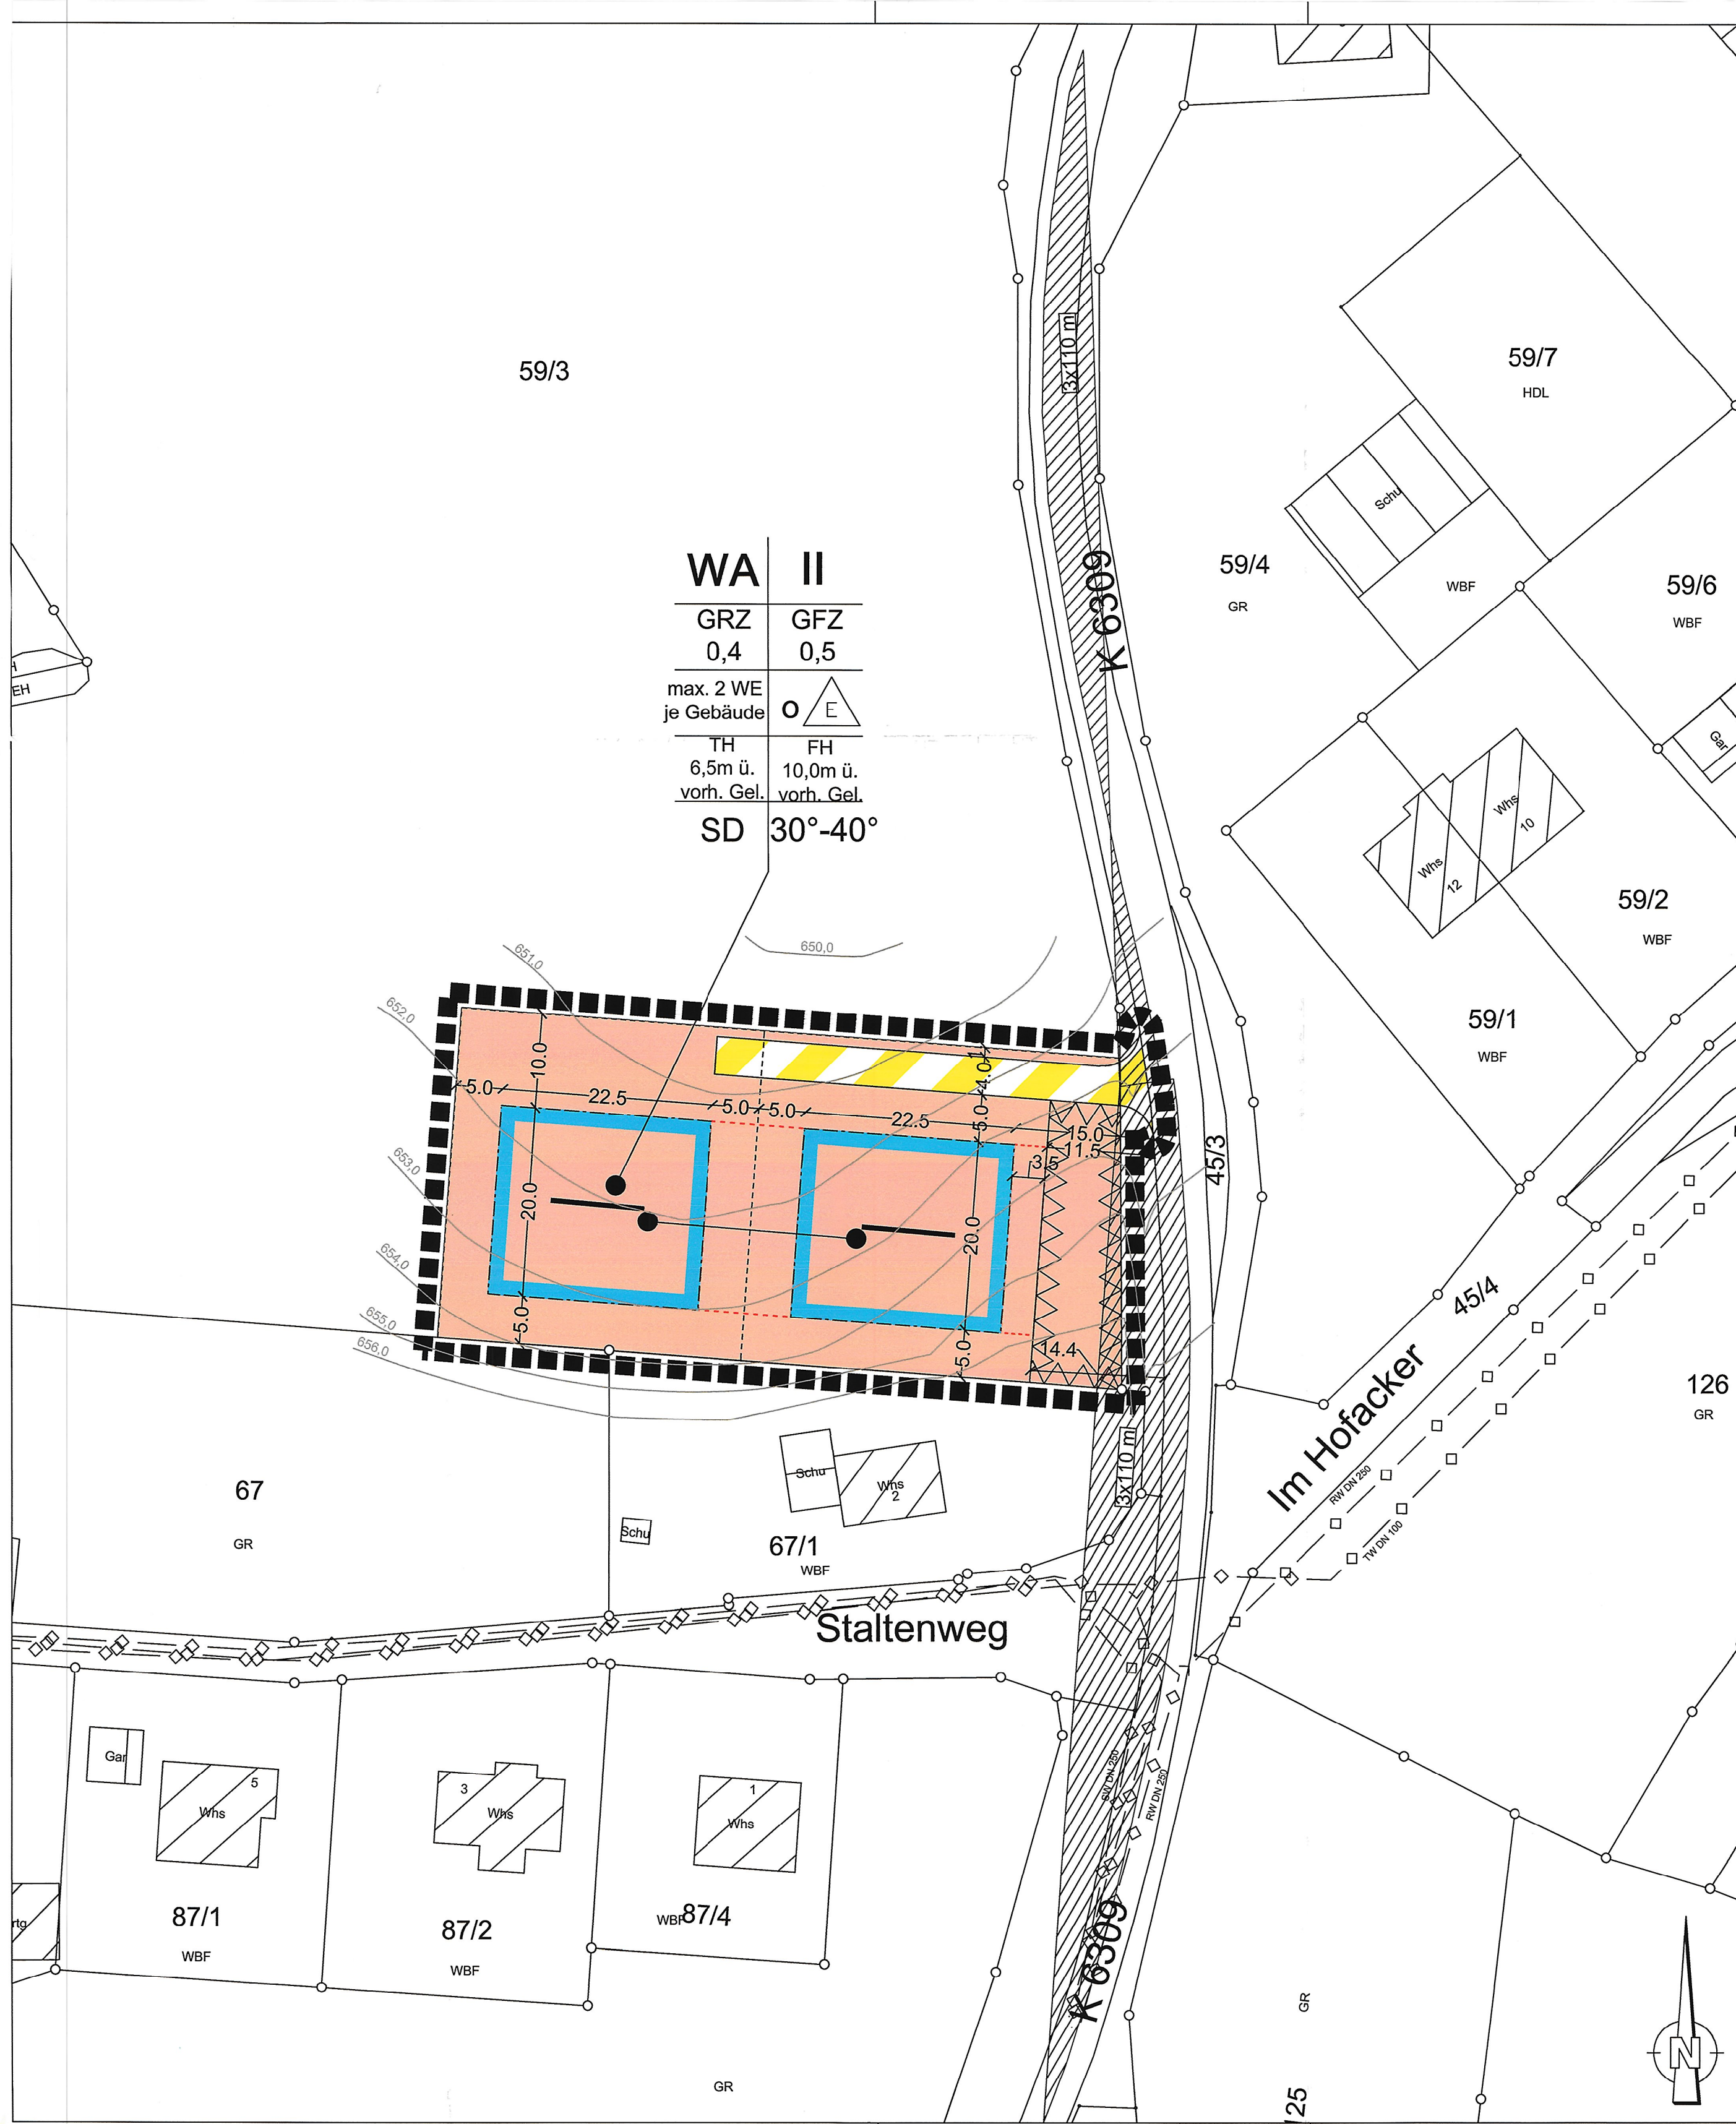 59/3
3x110 m
59/7
HDL
Schu
WBF
59/4
GR
59/6
WBF
K 6309
WA II
GRZ GFZ
0,4 0,5
max. 2 WE
je Gebäude o E
TH FH
6,5m ü. 10,0m ü.
vorh. Gel. vorh. Gel.
SD 30°-40°
EH
Gar
Whs
10
Whs
12
59/2
WBF
59/1
WBF
650,0
651,0
652,0
653,0
654,0
655,0
656,0
10.0
5.0
22.5
5.0
5.0
22.5
4.0
5.0
15.0
11.5
3.5
20.0
20.0
5.0
5.0
14.4
45/3
45/4
Im Hofacker
126
GR
RW DN 250
TW DN 100
3x110 m
67
GR
Schu
Whs
2
Schu
67/1
WBF
Staltenweg
Gar
5
Whs
3
Whs
1
Whs
SW DN 250
RW DN 250
87/1
WBF
87/2
WBF
WBF
87/4
K 6309
GR
GR
125
N